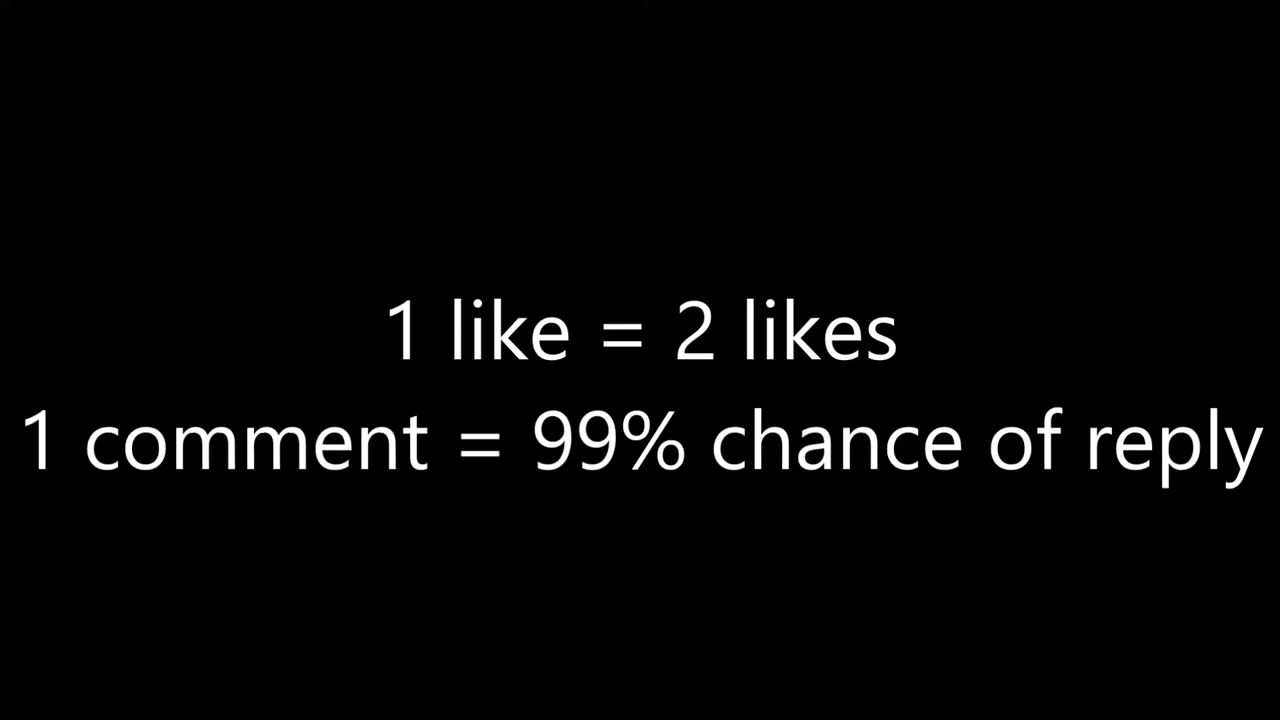 1 like = 2 likes
1 comment = 99% chance of reply